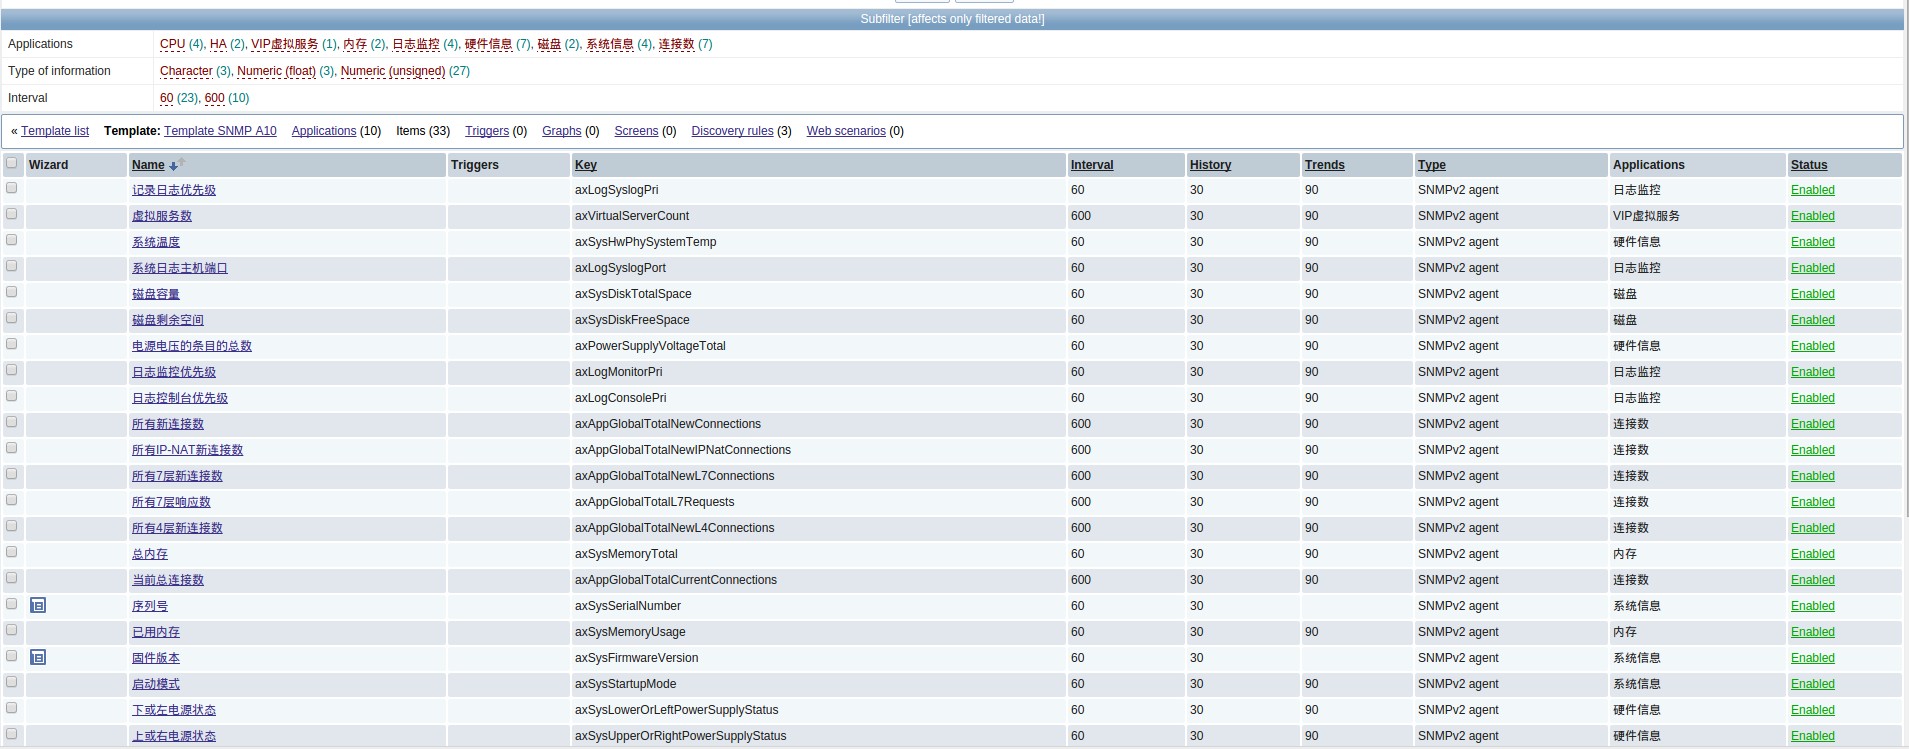 Subfilter [affects only filtered data!]
Applications CPU (4), HA (2), VIP虚拟服务 (1), 内存 (2), 日志监控 (4), 硬件信息 (7), 磁盘 (2), 系统信息 (4), 连接数 (7)
Type of information Character (3), Numeric (float) (3), Numeric (unsigned) (27)
Interval 60 (23), 600 (10)
« Template list Template: Template SNMP A10 Applications (10) Items (33) Triggers (0) Graphs (0) Screens (0) Discovery rules (3) Web scenarios (0)
Wizard Name Triggers Key Interval History Trends Type Applications Status
记录日志优先级 axLogSyslogPri 60 30 90 SNMPv2 agent 日志监控 Enabled
虚拟服务数 axVirtualServerCount 600 30 90 SNMPv2 agent VIP虚拟服务 Enabled
系统温度 axSysHwPhySystemTemp 60 30 90 SNMPv2 agent 硬件信息 Enabled
系统日志主机端口 axLogSyslogPort 60 30 90 SNMPv2 agent 日志监控 Enabled
磁盘容量 axSysDiskTotalSpace 60 30 90 SNMPv2 agent 磁盘 Enabled
磁盘剩余空间 axSysDiskFreeSpace 60 30 90 SNMPv2 agent 磁盘 Enabled
电源电压的条目的总数 axPowerSupplyVoltageTotal 60 30 90 SNMPv2 agent 硬件信息 Enabled
日志监控优先级 axLogMonitorPri 60 30 90 SNMPv2 agent 日志监控 Enabled
日志控制台优先级 axLogConsolePri 60 30 90 SNMPv2 agent 日志监控 Enabled
所有新连接数 axAppGlobalTotalNewConnections 600 30 90 SNMPv2 agent 连接数 Enabled
所有IP-NAT新连接数 axAppGlobalTotalNewIPNatConnections 600 30 90 SNMPv2 agent 连接数 Enabled
所有7层新连接数 axAppGlobalTotalNewL7Connections 600 30 90 SNMPv2 agent 连接数 Enabled
所有7层响应数 axAppGlobalTotalL7Requests 600 30 90 SNMPv2 agent 连接数 Enabled
所有4层新连接数 axAppGlobalTotalNewL4Connections 600 30 90 SNMPv2 agent 连接数 Enabled
总内存 axSysMemoryTotal 60 30 90 SNMPv2 agent 内存 Enabled
当前总连接数 axAppGlobalTotalCurrentConnections 600 30 90 SNMPv2 agent 连接数 Enabled
序列号 axSysSerialNumber 60 30 SNMPv2 agent 系统信息 Enabled
已用内存 axSysMemoryUsage 60 30 90 SNMPv2 agent 内存 Enabled
固件版本 axSysFirmwareVersion 60 30 SNMPv2 agent 系统信息 Enabled
启动模式 axSysStartupMode 60 30 90 SNMPv2 agent 系统信息 Enabled
下或左电源状态 axSysLowerOrLeftPowerSupplyStatus 60 30 90 SNMPv2 agent 硬件信息 Enabled
上或右电源状态 axSysUpperOrRightPowerSupplyStatus 60 30 90 SNMPv2 agent 硬件信息 Enabled